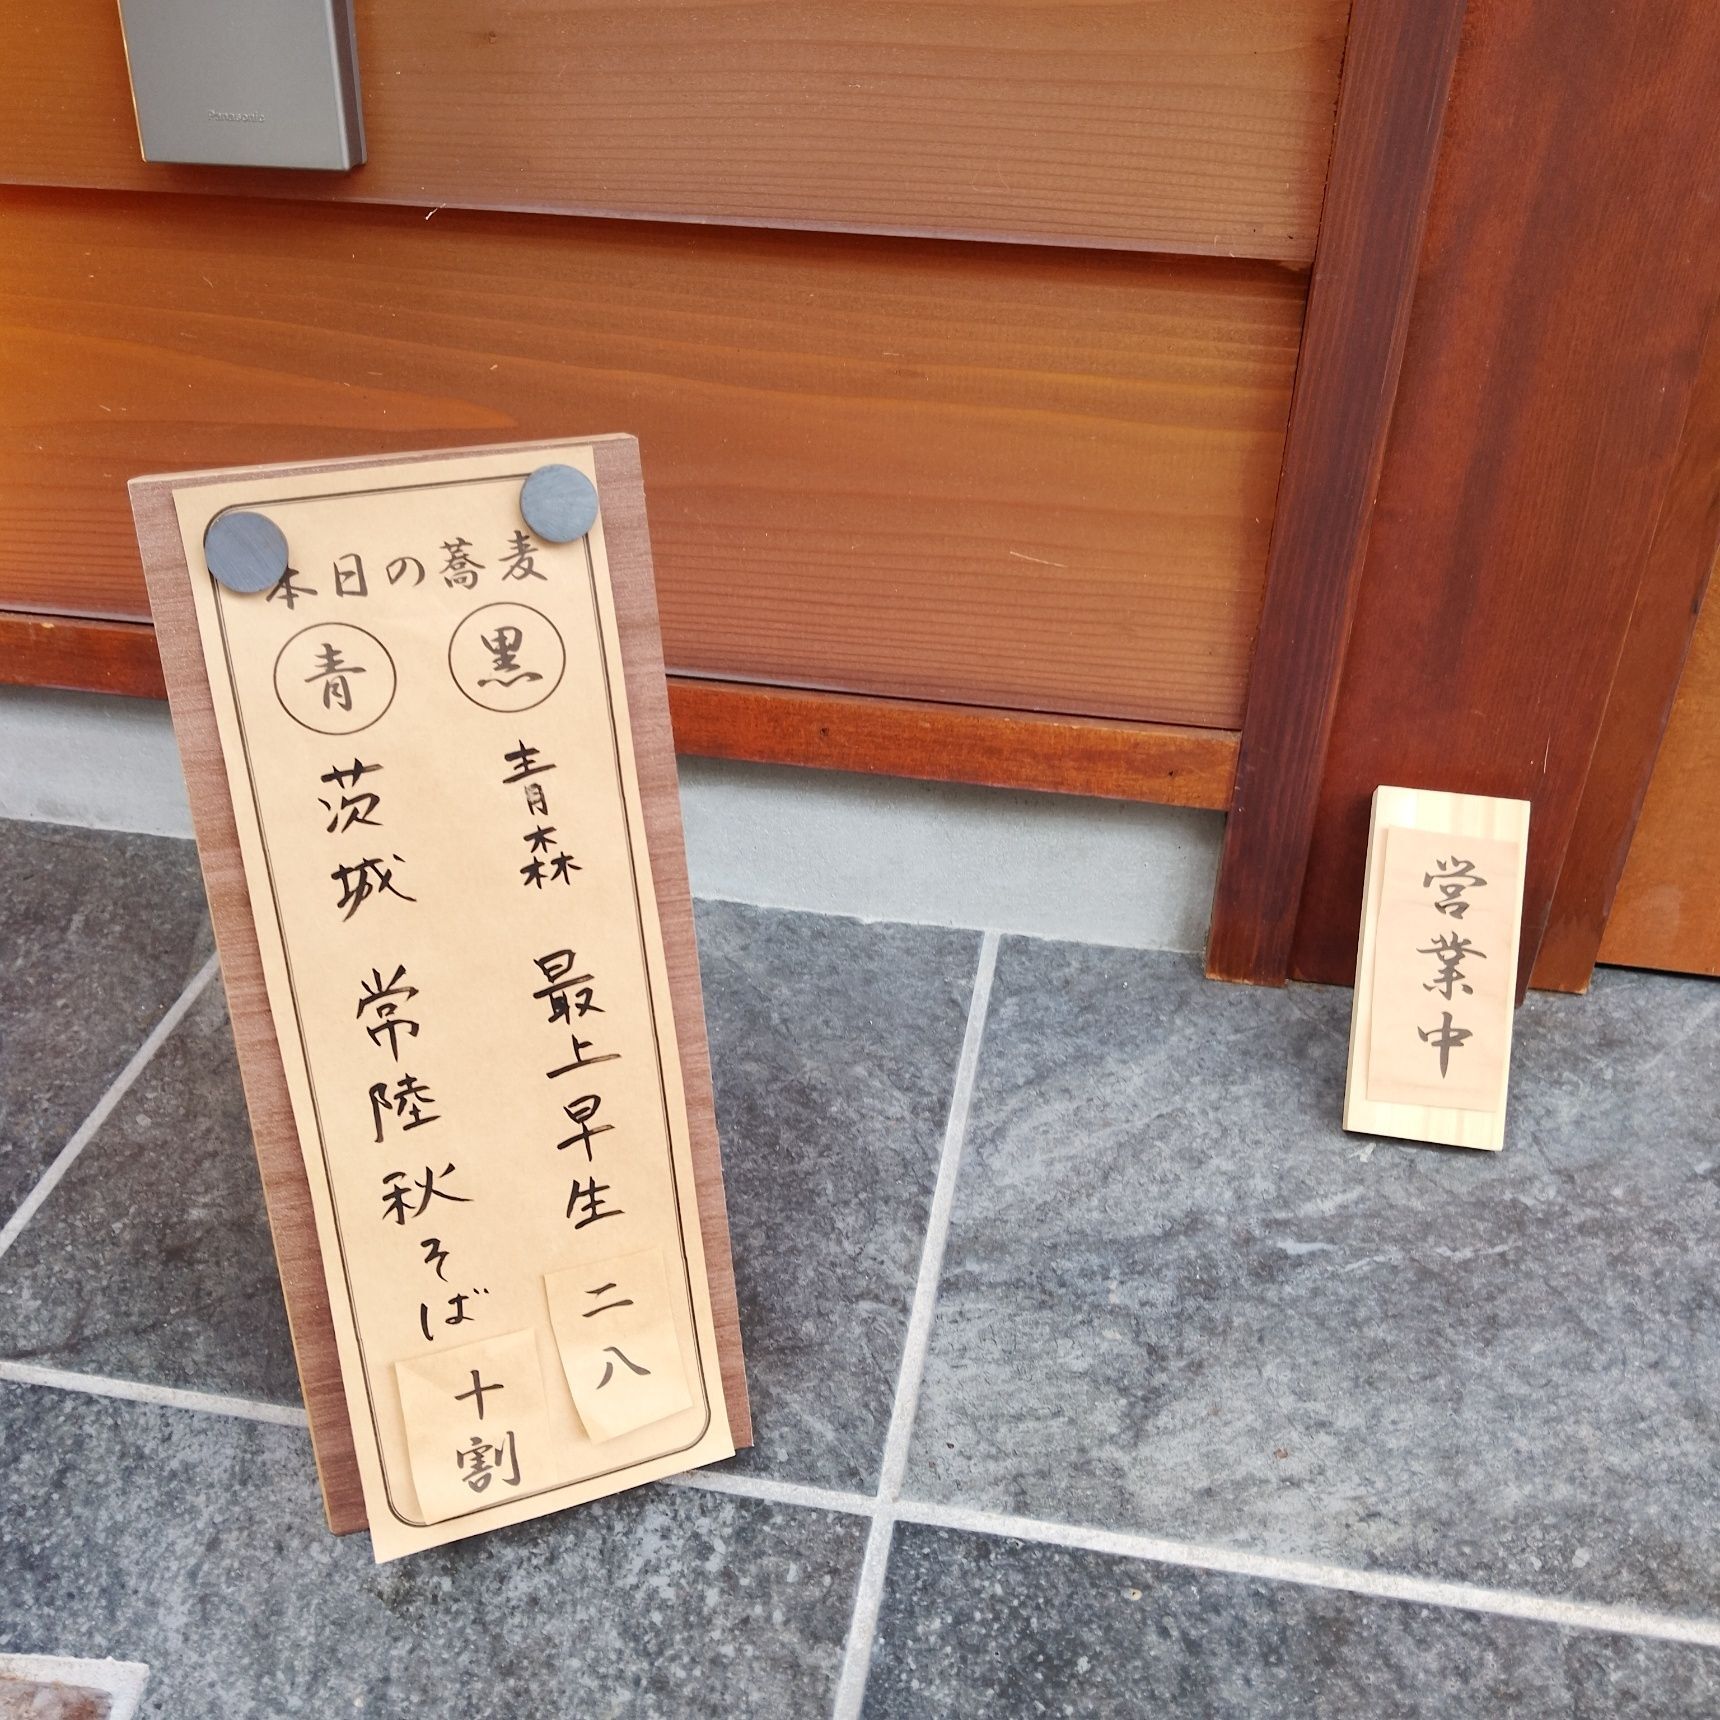 Panasonic
本日の蕎麦
黒
青森 最上早生
二八
青
茨城 常陸秋そば
十割
営業中